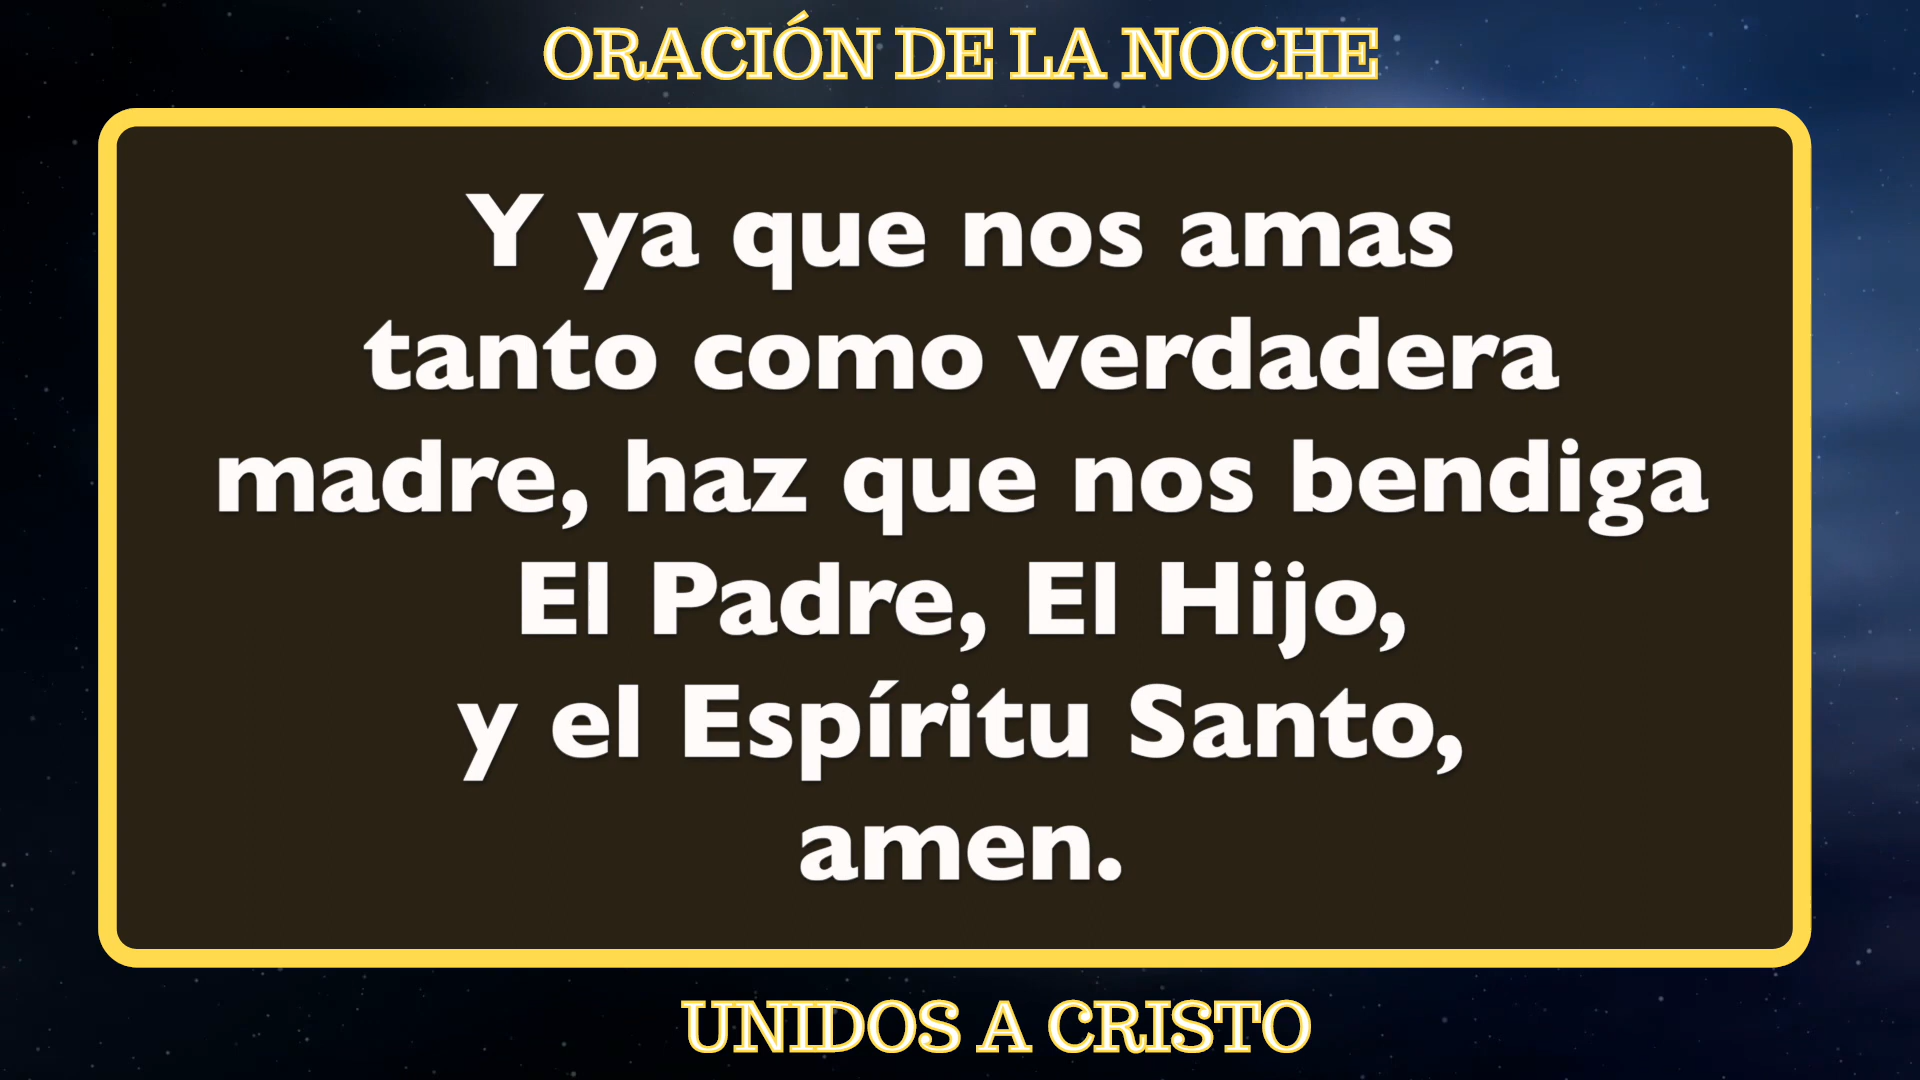 ORACIÓN DE LA NOCHE
Y ya que nos amas
tanto como verdadera
madre, haz que nos bendiga
El Padre, El Hijo,
y el Espíritu Santo,
amen.
UNIDOS A CRISTO